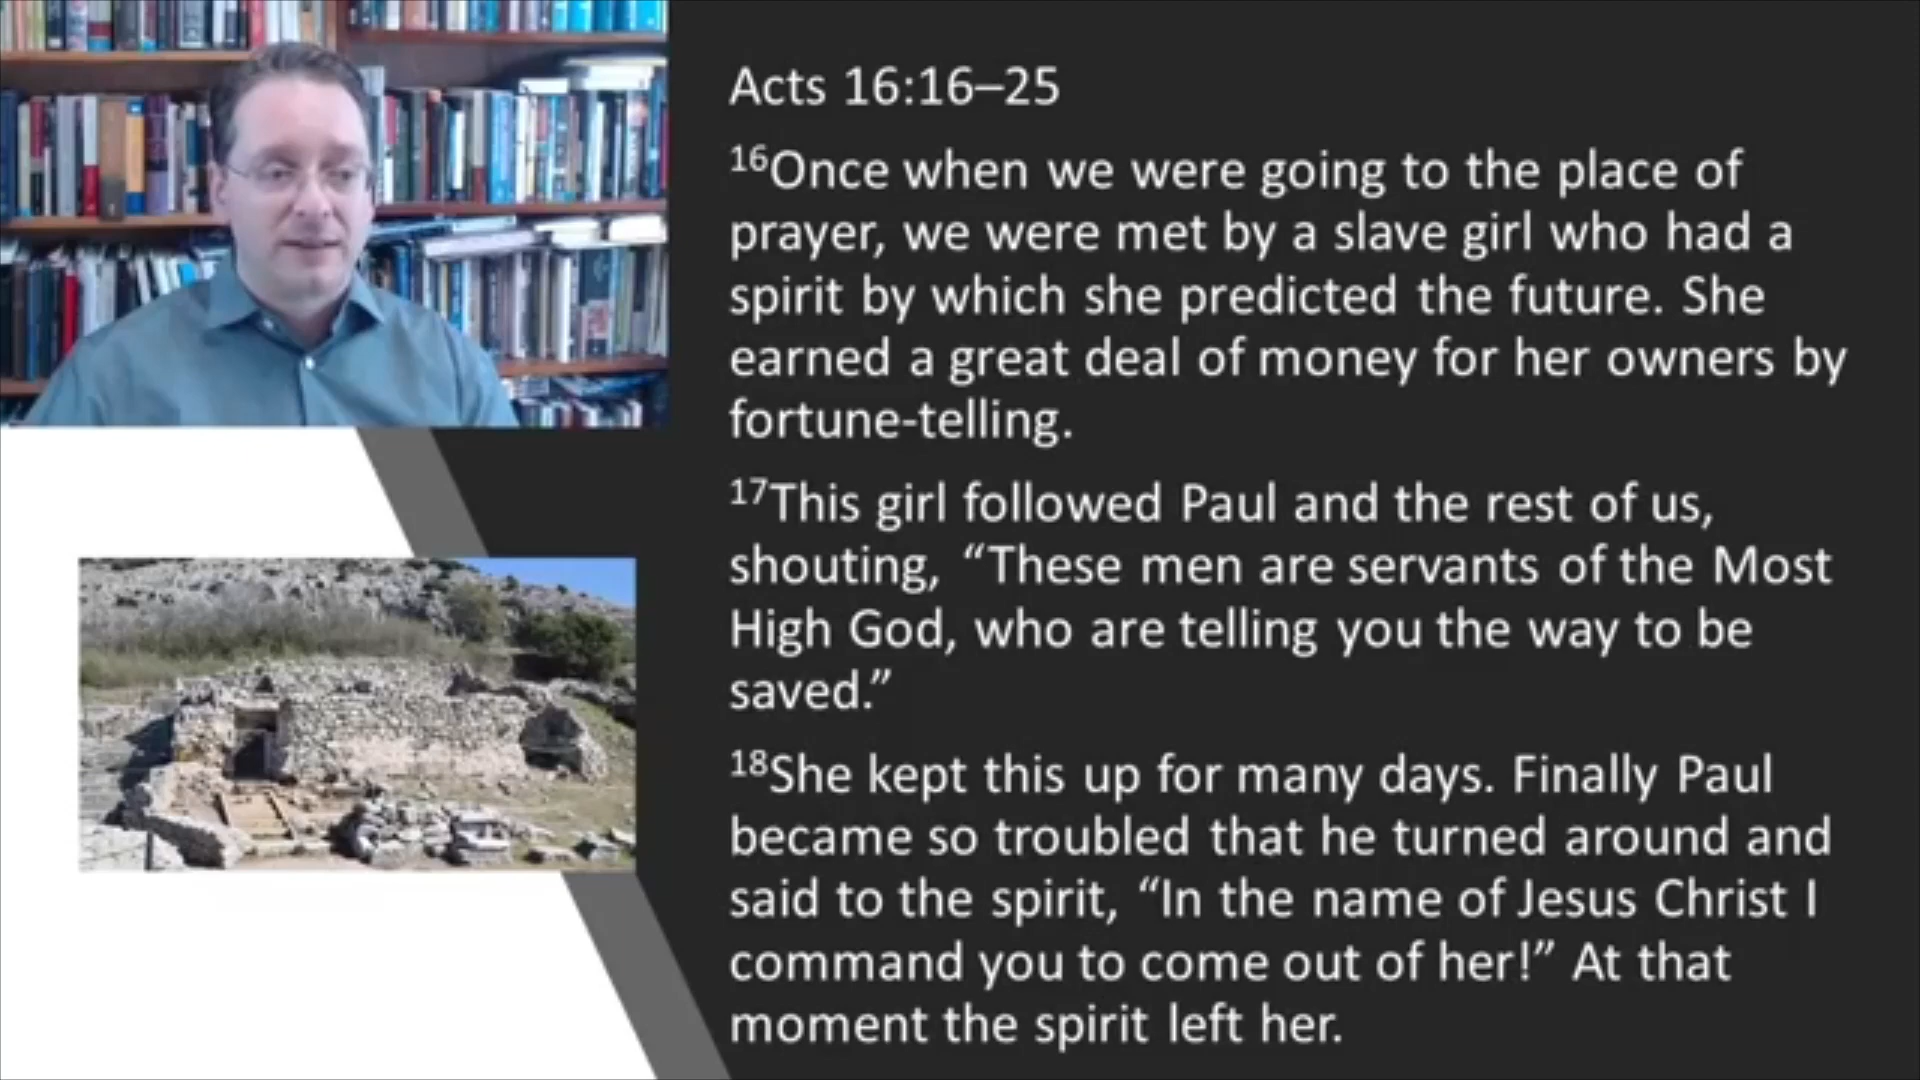 Acts 16:16–25
16Once when we were going to the place of
prayer, we were met by a slave girl who had a
spirit by which she predicted the future. She
earned a great deal of money for her owners by
fortune-telling.
17This girl followed Paul and the rest of us,
shouting, “These men are servants of the Most
High God, who are telling you the way to be
saved.”
18She kept this up for many days. Finally Paul
became so troubled that he turned around and
said to the spirit, “In the name of Jesus Christ I
command you to come out of her!” At that
moment the spirit left her.